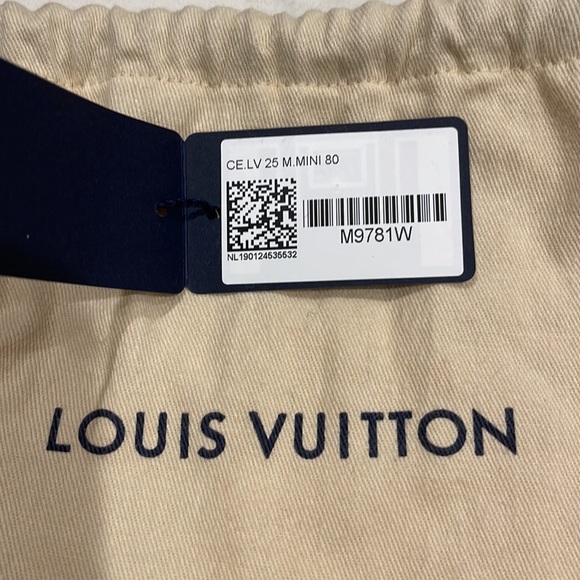 CE.LV 25 M.MINI 80
NL190124535532
M9781W
LOUIS VUITTON